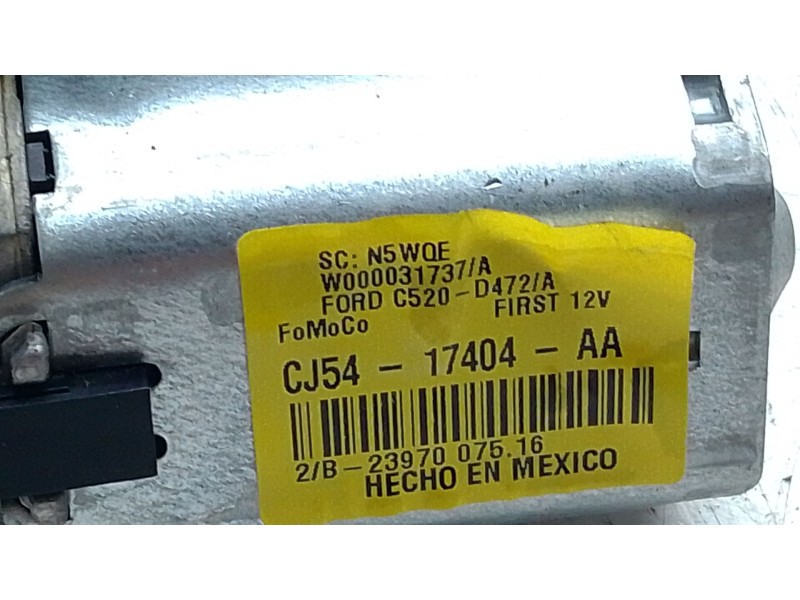 SC: N5WQE
W000031737/A
FORD C520-D472/A
FoMoCo FIRST 12V
CJ54 - 17404 - AA
2/B-23970 075.16
HECHO EN MEXICO